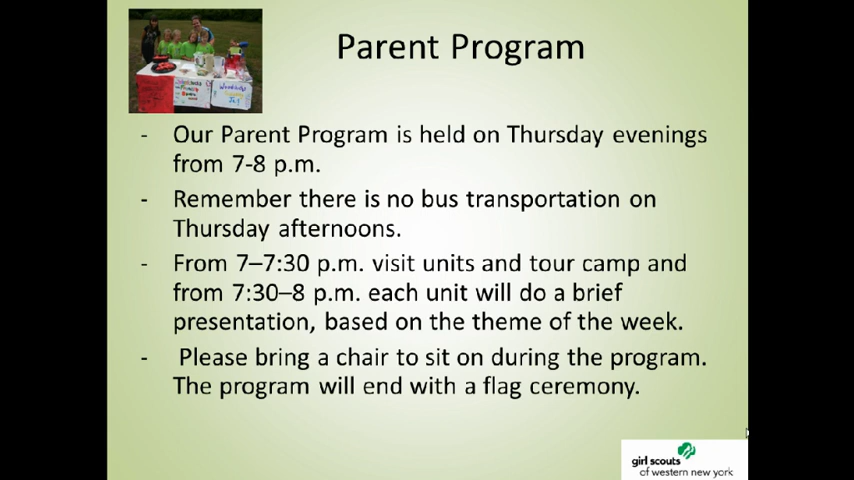 Parent Program
- Our Parent Program is held on Thursday evenings
from 7-8 p.m.
- Remember there is no bus transportation on
Thursday afternoons.
- From 7–7:30 p.m. visit units and tour camp and
from 7:30–8 p.m. each unit will do a brief
presentation, based on the theme of the week.
- Please bring a chair to sit on during the program.
The program will end with a flag ceremony.
girl scouts
of western new york